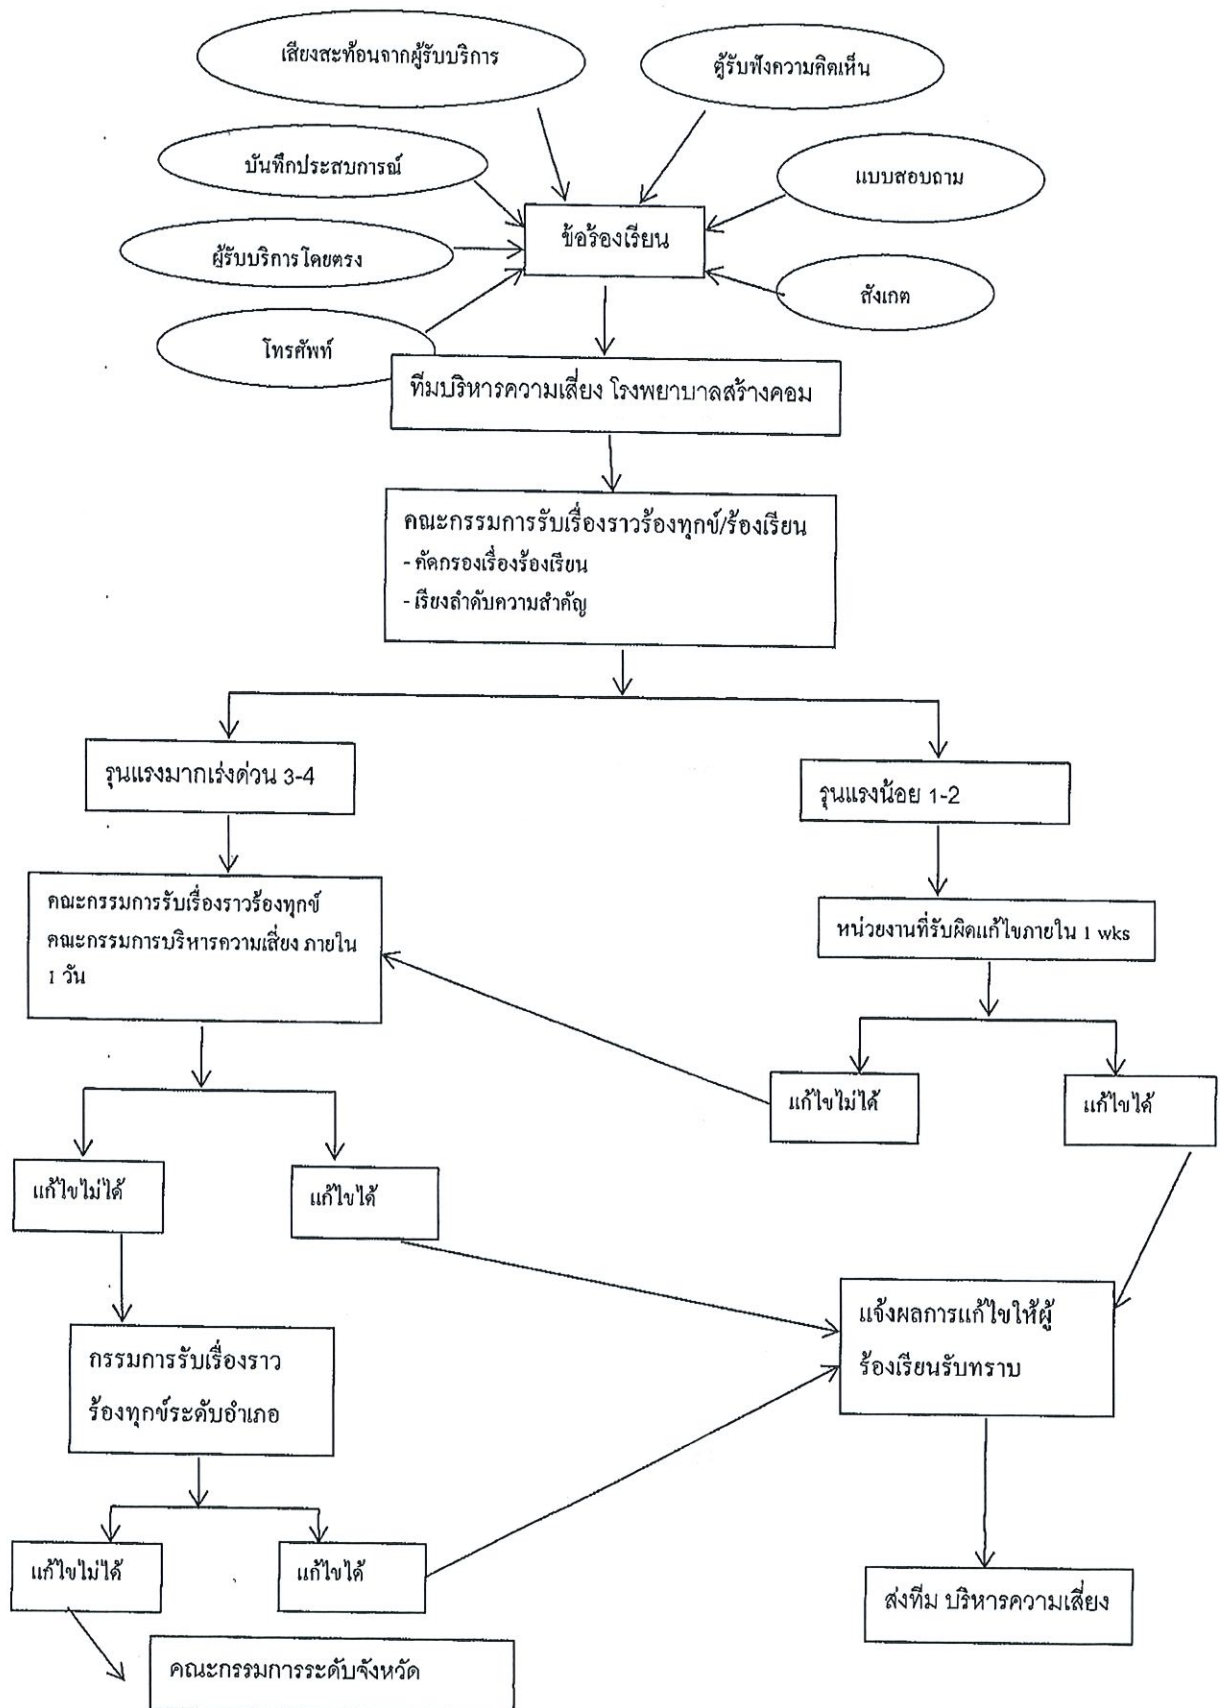 เสียงสะท้อนจากผู้รับบริการ
ตู้รับฟังความคิดเห็น
บันทึกประสบการณ์
แบบสอบถาม
ข้อร้องเรียน
ผู้รับบริการโดยตรง
สังเกต
โทรศัพท์
ทีมบริหารความเสี่ยง โรงพยาบาลสร้างคอม
คณะกรรมการรับเรื่องราวร้องทุกข์/ร้องเรียน
- คัดกรองเรื่องร้องเรียน
- เรียงลำดับความสำคัญ
รุนแรงมากเร่งด่วน 3-4
รุนแรงน้อย 1-2
คณะกรรมการรับเรื่องราวร้องทุกข์
คณะกรรมการบริหารความเสี่ยง ภายใน
1 วัน
หน่วยงานที่รับผิดแก้ไขภายใน 1 wks
แก้ไขไม่ได้
แก้ไขได้
แก้ไขไม่ได้
แก้ไขได้
แจ้งผลการแก้ไขให้ผู้
ร้องเรียนรับทราบ
กรรมการรับเรื่องราว
ร้องทุกข์ระดับอำเภอ
แก้ไขไม่ได้
แก้ไขได้
ส่งทีม บริหารความเสี่ยง
คณะกรรมการระดับจังหวัด